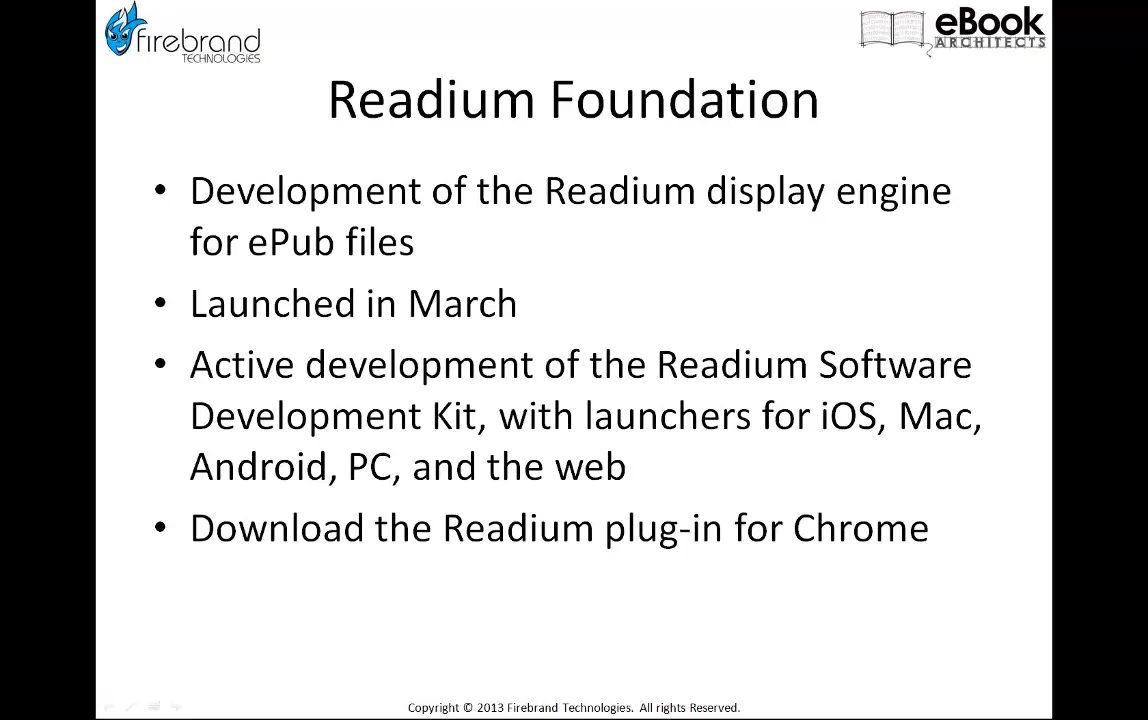 firebrand
TECHNOLOGIES
eBook
ARCHITECTS
Readium Foundation
• Development of the Readium display engine
for ePub files
• Launched in March
• Active development of the Readium Software
Development Kit, with launchers for iOS, Mac,
Android, PC, and the web
• Download the Readium plug-in for Chrome
Copyright © 2013 Firebrand Technologies. All rights Reserved.